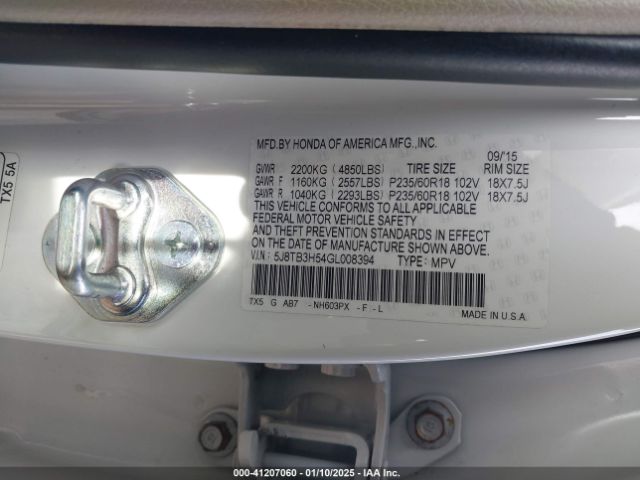 TX5 5A
MFD.BY HONDA OF AMERICA MFG.,INC.
09/15
GVWR 2200KG (4850LBS) TIRE SIZE RIM SIZE
GAWR F 1160KG (2557LBS) P235/60R18 102V 18X7.5J
GAWR R 1040KG (2293LBS) P235/60R18 102V 18X7.5J
THIS VEHICLE CONFORMS TO ALL APPLICABLE
FEDERAL MOTOR VEHICLE SAFETY
AND THEFT PREVENTION STANDARDS IN EFFECT
ON THE DATE OF MANUFACTURE SHOWN ABOVE.
V.I.N: 5J8TB3H54GL008394 TYPE: MPV
TX5 G AB7 -NH603PX -F -L
MADE IN U.S.A.
000-41207060 - 01/10/2025 - IAA Inc.